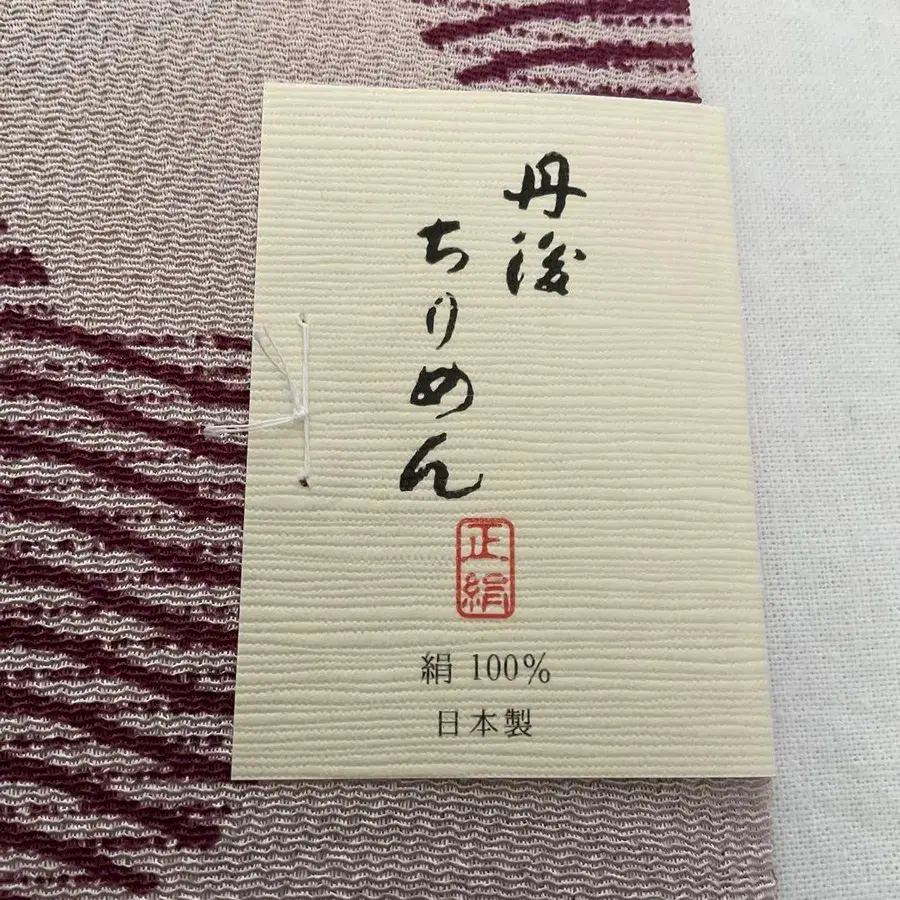 丹後
ちりめん
正絹
絹 100%
日本製